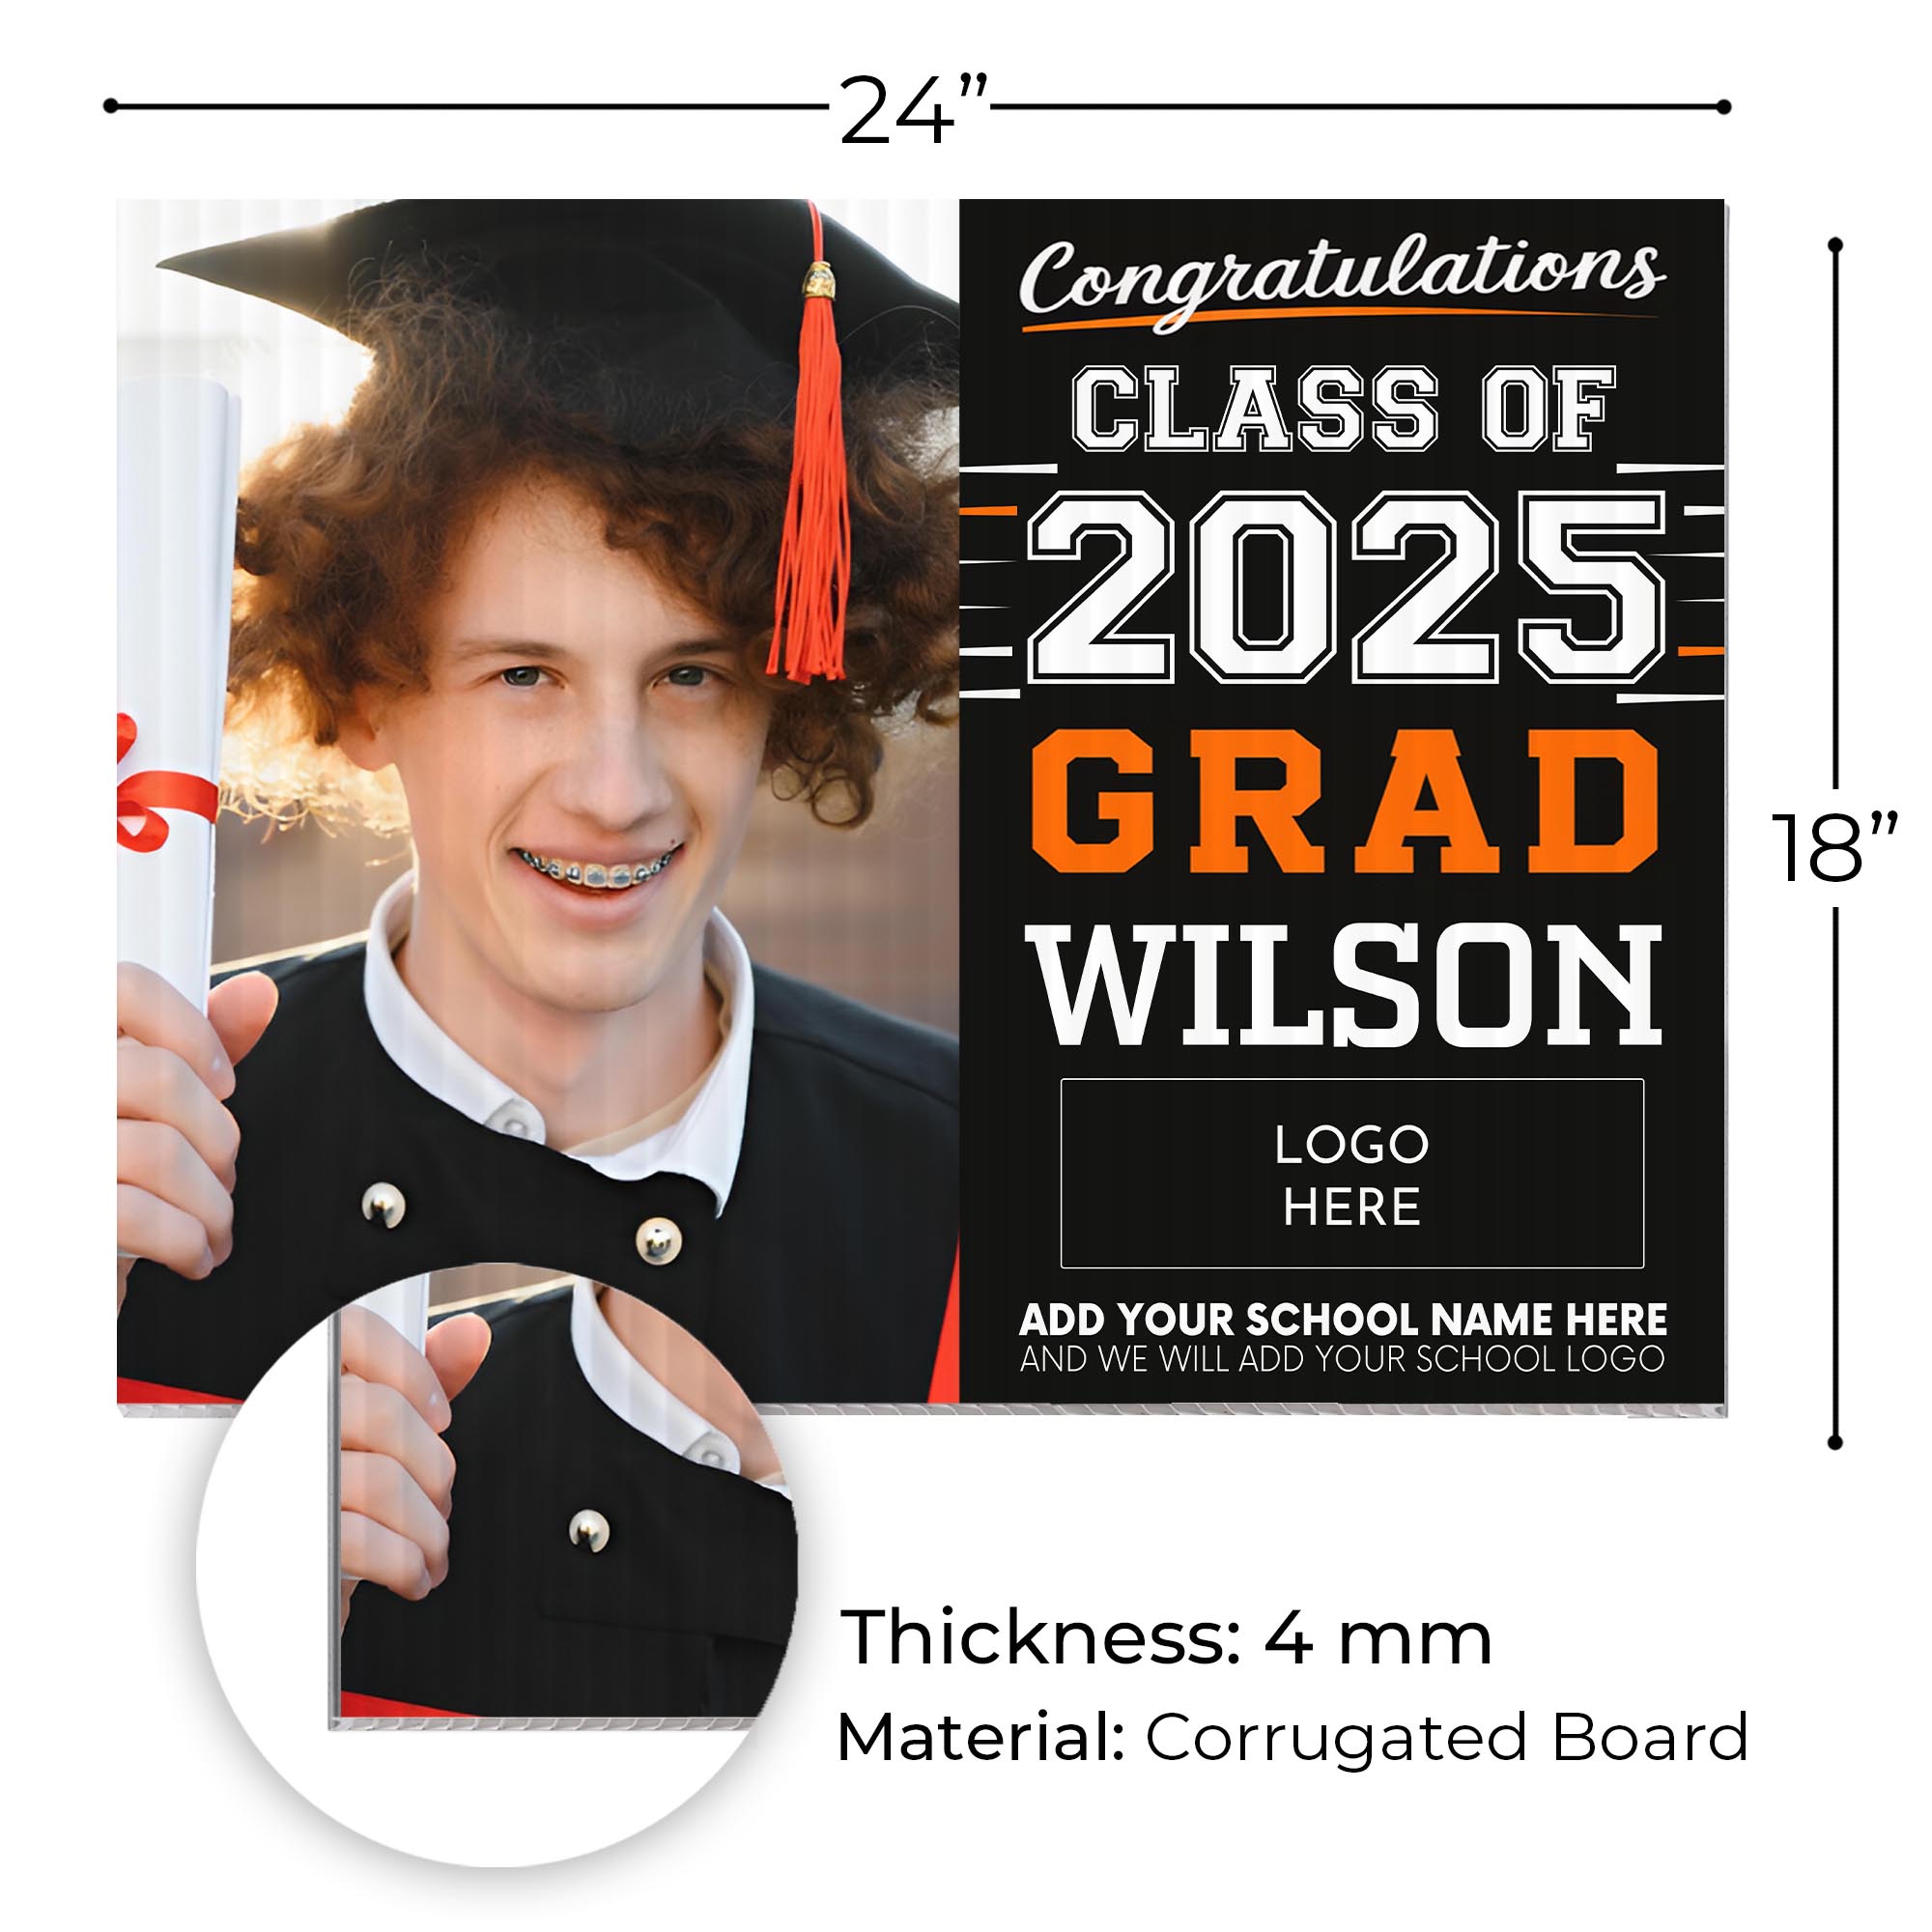 24”
Congratulations
CLASS OF
2025
GRAD
WILSON
LOGO
HERE
ADD YOUR SCHOOL NAME HERE
AND WE WILL ADD YOUR SCHOOL LOGO
18”
Thickness: 4 mm
Material: Corrugated Board